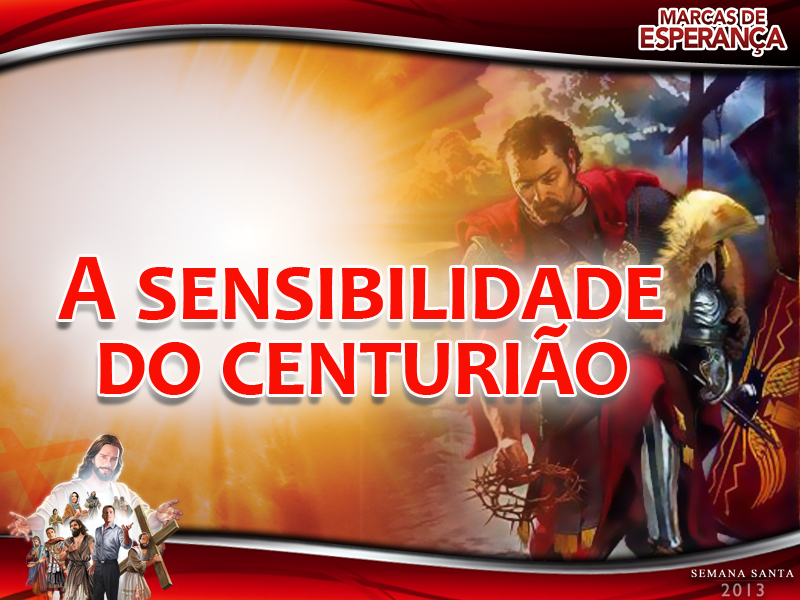 MARCAS DE
ESPERANÇA
A SENSIBILIDADE
DO CENTURIÃO
SEMANA SANTA
2013